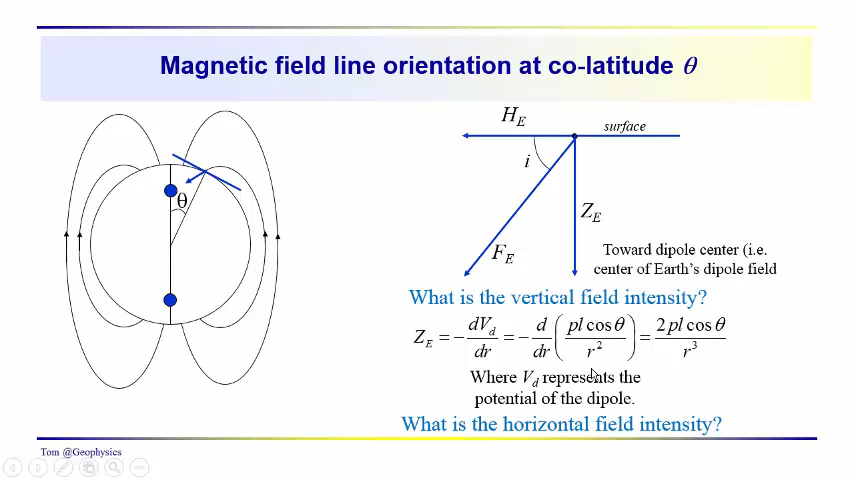 Magnetic field line orientation at co-latitude θ
θ
H_E
surface
i
Z_E
F_E
Toward dipole center (i.e.
center of Earth's dipole field
What is the vertical field intensity?
Z_E = − dV_d/dr = − d/dr ( pl cos θ / r² ) = 2 pl cos θ / r³
Where V_d represents the
potential of the dipole.
What is the horizontal field intensity?
Tom @Geophysics